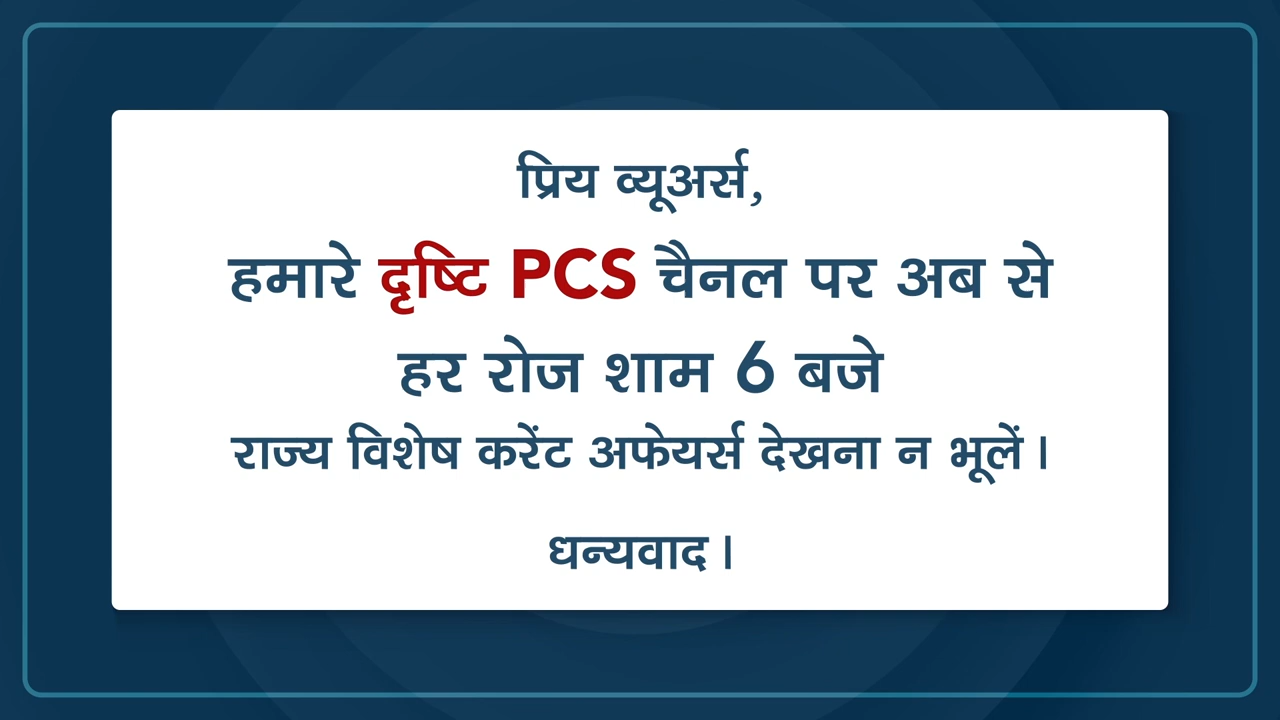 प्रिय व्यूअर्स,
हमारे दृष्टि PCS चैनल पर अब से
हर रोज शाम 6 बजे
राज्य विशेष करेंट अफेयर्स देखना न भूलें।
धन्यवाद।